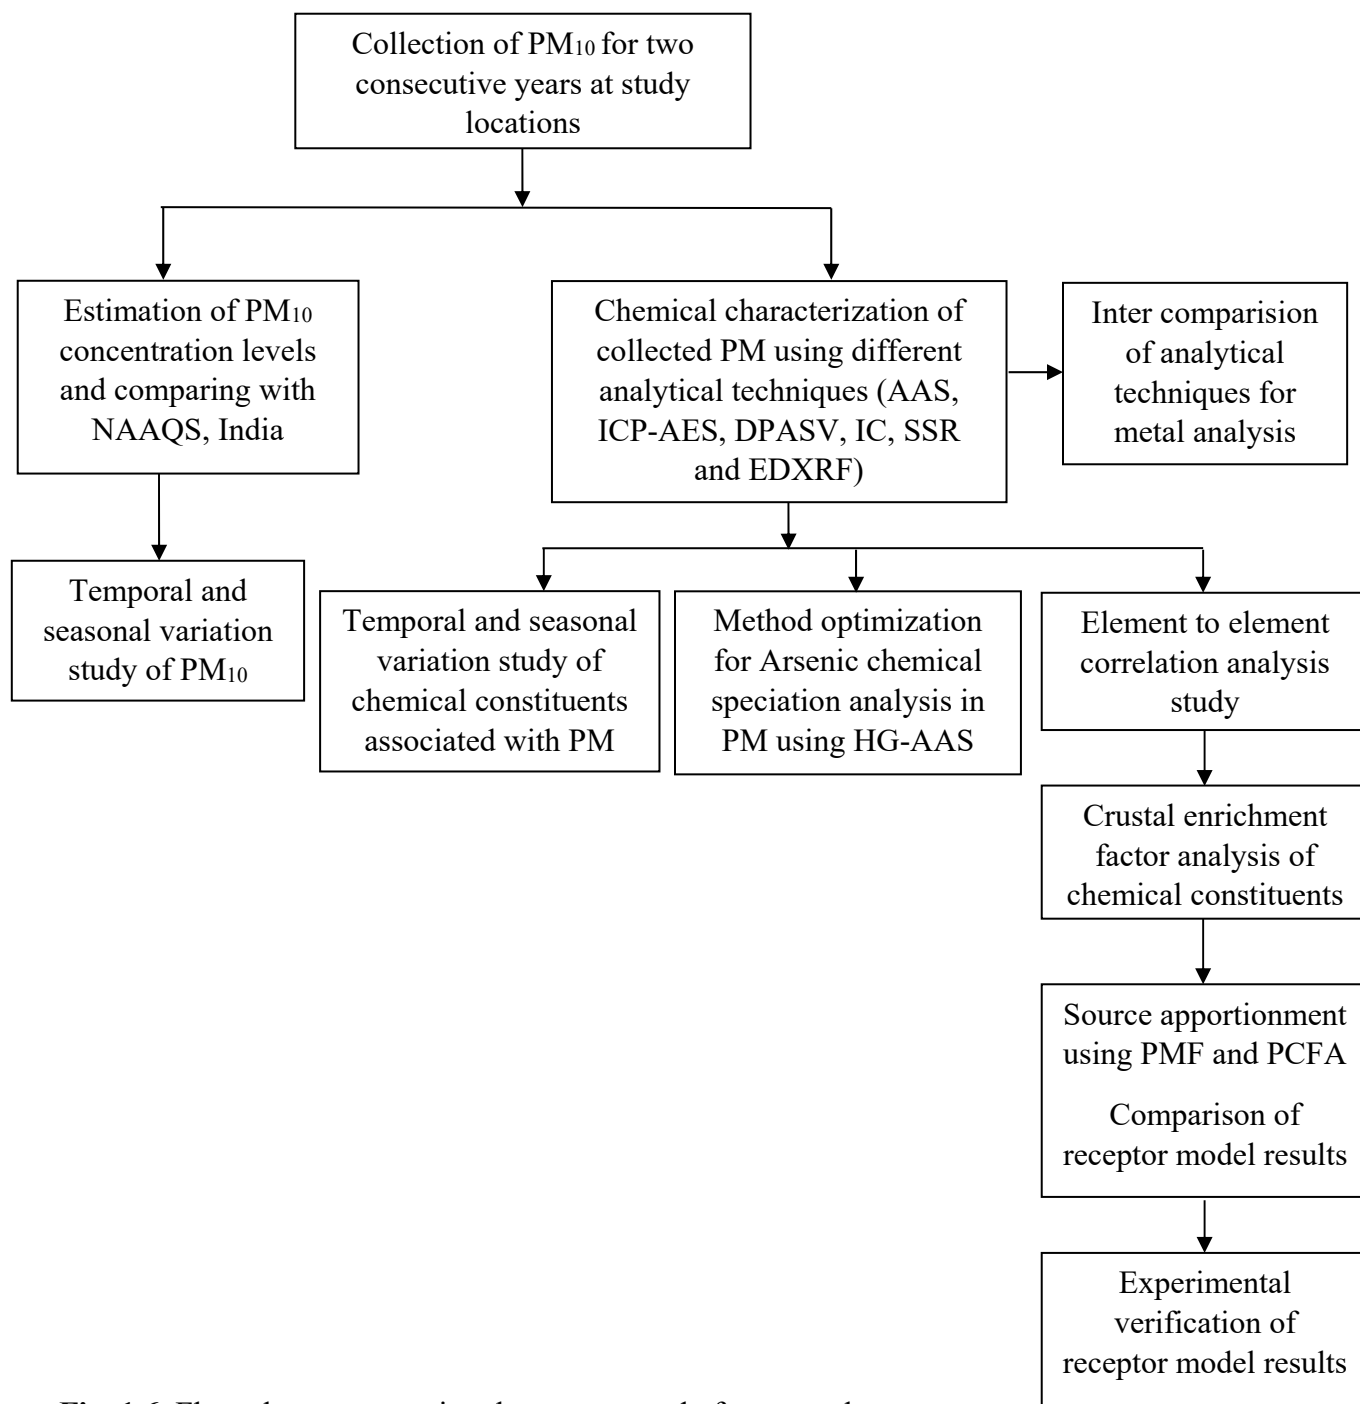 Collection of PM10 for two
consecutive years at study
locations
Estimation of PM10
concentration levels
and comparing with
NAAQS, India
Chemical characterization of
collected PM using different
analytical techniques (AAS,
ICP-AES, DPASV, IC, SSR
and EDXRF)
Inter comparision
of analytical
techniques for
metal analysis
Temporal and
seasonal variation
study of PM10
Temporal and seasonal
variation study of
chemical constituents
associated with PM
Method optimization
for Arsenic chemical
speciation analysis in
PM using HG-AAS
Element to element
correlation analysis
study
Crustal enrichment
factor analysis of
chemical constituents
Source apportionment
using PMF and PCFA
Comparison of
receptor model results
Experimental
verification of
receptor model results